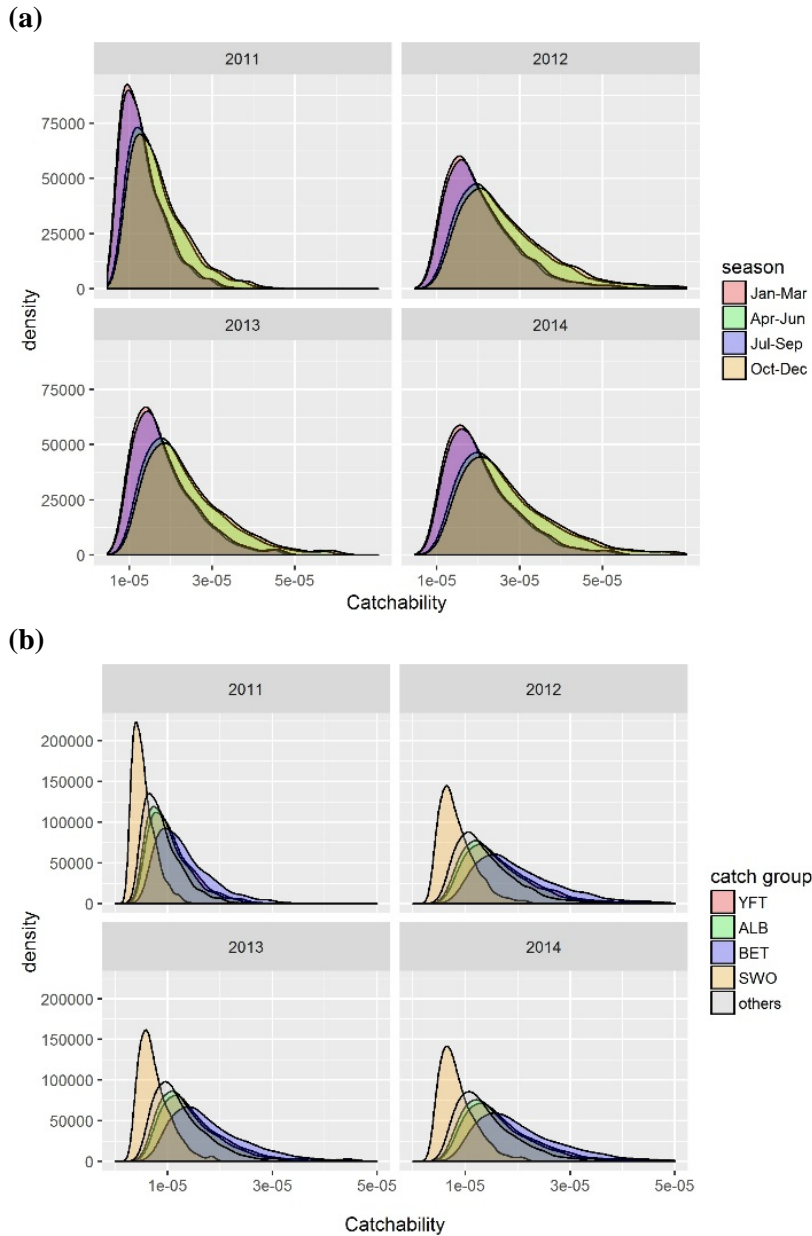 (a)
2011
2012
75000
50000
25000
0
2013
2014
75000
50000
25000
0
1e-05
3e-05
5e-05
1e-05
3e-05
5e-05
density
Catchability
season
Jan-Mar
Apr-Jun
Jul-Sep
Oct-Dec
(b)
2011
2012
200000
150000
100000
50000
0
2013
2014
200000
150000
100000
50000
0
1e-05
3e-05
5e-05
1e-05
3e-05
5e-05
density
Catchability
catch group
YFT
ALB
BET
SWO
others